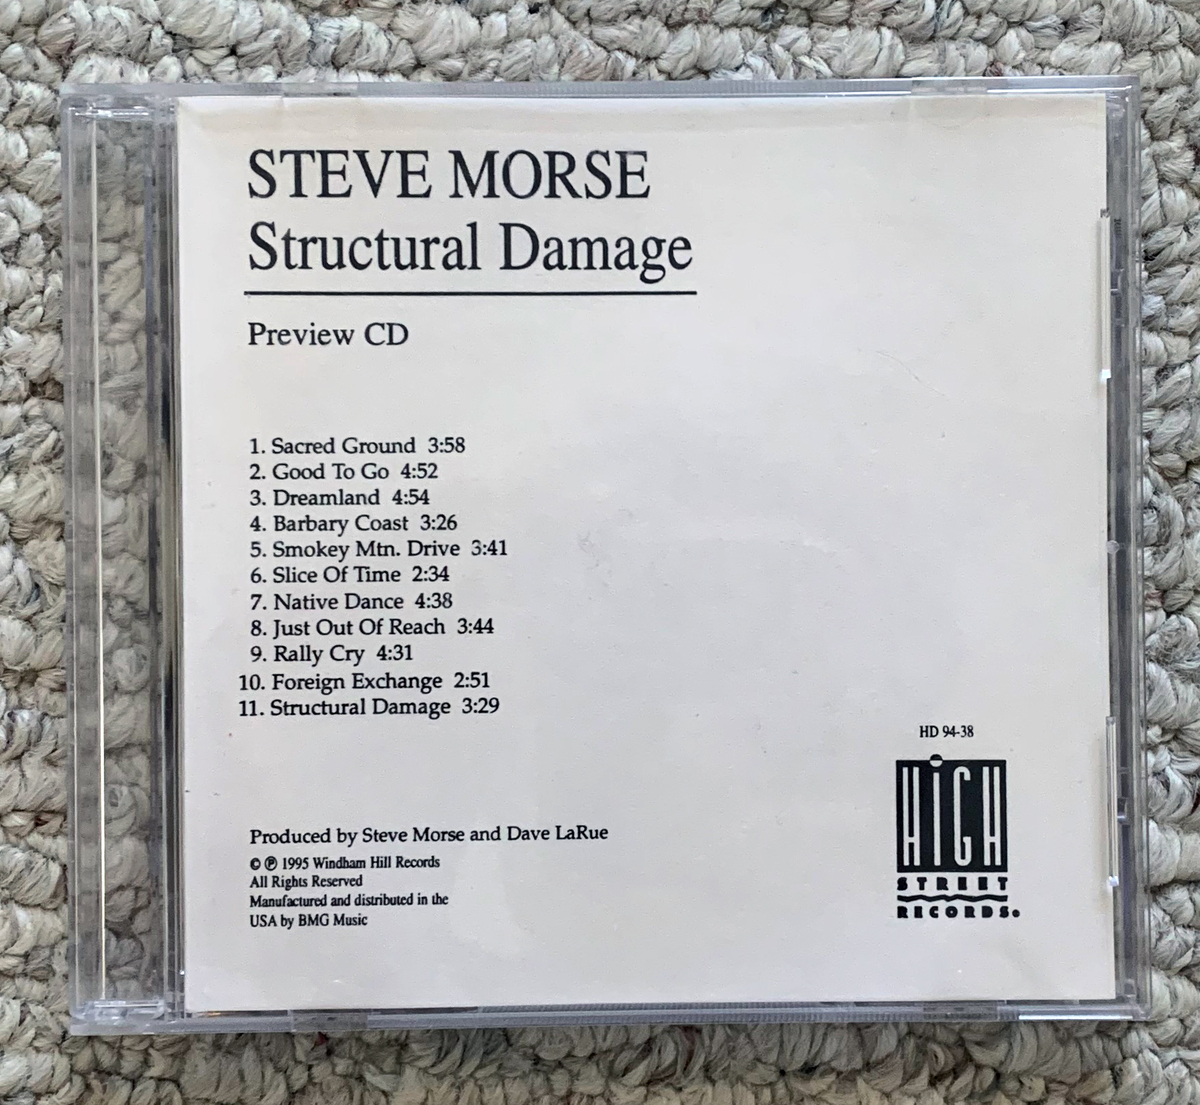 STEVE MORSE
Structural Damage
Preview CD
1. Sacred Ground 3:58
2. Good To Go 4:52
3. Dreamland 4:54
4. Barbary Coast 3:26
5. Smokey Mtn. Drive 3:41
6. Slice Of Time 2:34
7. Native Dance 4:38
8. Just Out Of Reach 3:44
9. Rally Cry 4:31
10. Foreign Exchange 2:51
11. Structural Damage 3:29
Produced by Steve Morse and Dave LaRue
© ℗ 1995 Windham Hill Records
All Rights Reserved
Manufactured and distributed in the
USA by BMG Music
HD 94-38
HiGH
STREET
RECORDS.